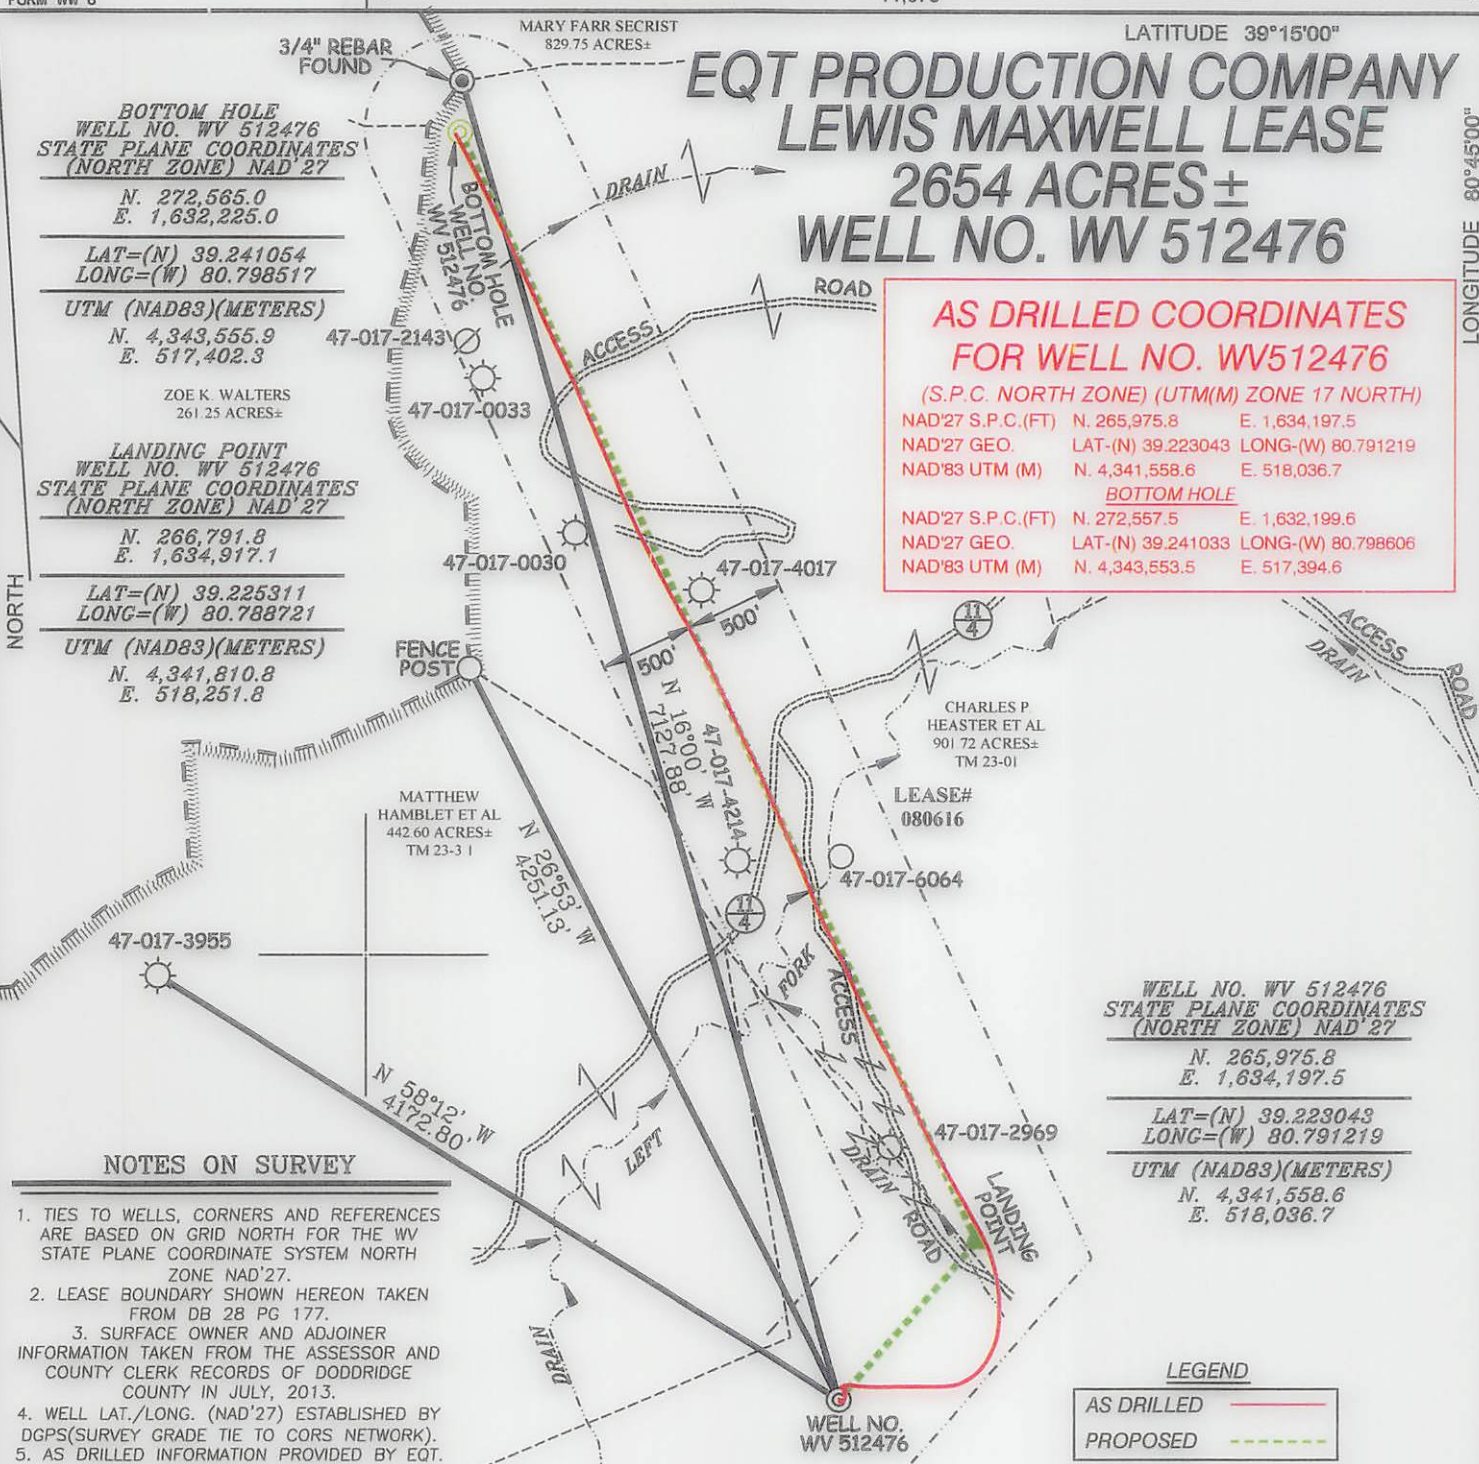 LATITUDE 39°15'00"
LONGITUDE 80°45'00"
MARY FARR SECRIST
829.75 ACRES±
3/4" REBAR
FOUND
EQT PRODUCTION COMPANY
LEWIS MAXWELL LEASE
2654 ACRES±
WELL NO. WV 512476
BOTTOM HOLE
WELL NO. WV 512476
STATE PLANE COORDINATES
(NORTH ZONE) NAD'27
N. 272,565.0
E. 1,632,225.0
LAT=(N) 39.241054
LONG=(W) 80.798517
UTM (NAD83)(METERS)
N. 4,343,555.9
E. 517,402.3
ZOE K. WALTERS
261.25 ACRES±
LANDING POINT
WELL NO. WV 512476
STATE PLANE COORDINATES
(NORTH ZONE) NAD'27
N. 266,791.8
E. 1,634,917.1
LAT=(N) 39.225311
LONG=(W) 80.788721
UTM (NAD83)(METERS)
N. 4,341,810.8
E. 518,251.8
NORTH
BOTTOM HOLE
WELL NO.
WV 512476
DRAIN
ROAD
ACCESS
47-017-2143
47-017-0033
47-017-0030
47-017-4017
500'
500'
AS DRILLED COORDINATES
FOR WELL NO. WV512476
(S.P.C. NORTH ZONE) (UTM(M) ZONE 17 NORTH)
NAD'27 S.P.C.(FT) N. 265,975.8 E. 1,634,197.5
NAD'27 GEO. LAT-(N) 39.223043 LONG-(W) 80.791219
NAD'83 UTM (M) N. 4,341,558.6 E. 518,036.7
BOTTOM HOLE
NAD'27 S.P.C.(FT) N. 272,557.5 E. 1,632,199.6
NAD'27 GEO. LAT-(N) 39.241033 LONG-(W) 80.798606
NAD'83 UTM (M) N. 4,343,553.5 E. 517,394.6
11
4
ACCESS
ROAD
DRAIN
FENCE
POST
N 16°00' W
7127.88'
47-017-4214
CHARLES P.
HEASTER ET AL
901 72 ACRES±
TM 23-01
LEASE#
080616
MATTHEW
HAMBLET ET AL
442.60 ACRES±
TM 23-3 1
N 26°53' W
4251.13'
47-017-6064
11
4
47-017-3955
FORK
ACCESS
N 58°12' W
4172.80'
LEFT
47-017-2969
DRAIN
ROAD
LANDING
POINT
WELL NO. WV 512476
STATE PLANE COORDINATES
(NORTH ZONE) NAD'27
N. 265,975.8
E. 1,634,197.5
LAT=(N) 39.223043
LONG=(W) 80.791219
UTM (NAD83)(METERS)
N. 4,341,558.6
E. 518,036.7
NOTES ON SURVEY
1. TIES TO WELLS, CORNERS AND REFERENCES
ARE BASED ON GRID NORTH FOR THE WV
STATE PLANE COORDINATE SYSTEM NORTH
ZONE NAD'27.
2. LEASE BOUNDARY SHOWN HEREON TAKEN
FROM DB 28 PG 177.
3. SURFACE OWNER AND ADJOINER
INFORMATION TAKEN FROM THE ASSESSOR AND
COUNTY CLERK RECORDS OF DODDRIDGE
COUNTY IN JULY, 2013.
4. WELL LAT./LONG. (NAD'27) ESTABLISHED BY
DGPS(SURVEY GRADE TIE TO CORS NETWORK).
5. AS DRILLED INFORMATION PROVIDED BY EQT.
DRAIN
WELL NO.
WV 512476
LEGEND
AS DRILLED
PROPOSED